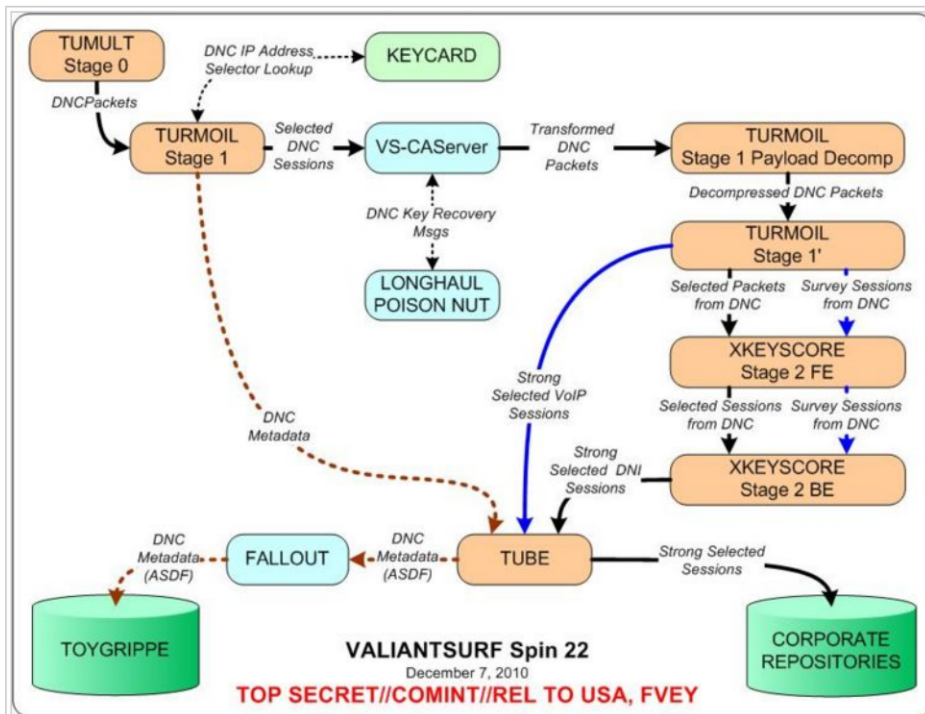 TUMULT
Stage 0
DNC IP Address
Selector Lookup
KEYCARD
DNCPackets
TURMOIL
Stage 1
Selected
DNC
Sessions
VS-CAServer
Transformed
DNC
Packets
TURMOIL
Stage 1 Payload Decomp
Decompressed DNC Packets
DNC Key Recovery
Msgs
TURMOIL
Stage 1'
LONGHAUL
POISON NUT
Selected Packets
from DNC
Survey Sessions
from DNC
XKEYSCORE
Stage 2 FE
Strong
Selected VoIP
Sessions
Selected Sessions
from DNC
Survey Sessions
from DNC
DNC
Metadata
Strong
Selected DNI
Sessions
XKEYSCORE
Stage 2 BE
DNC
Metadata
(ASDF)
FALLOUT
DNC
Metadata
(ASDF)
TUBE
Strong Selected
Sessions
TOYGRIPPE
CORPORATE
REPOSITORIES
VALIANTSURF Spin 22
December 7, 2010
TOP SECRET//COMINT//REL TO USA, FVEY